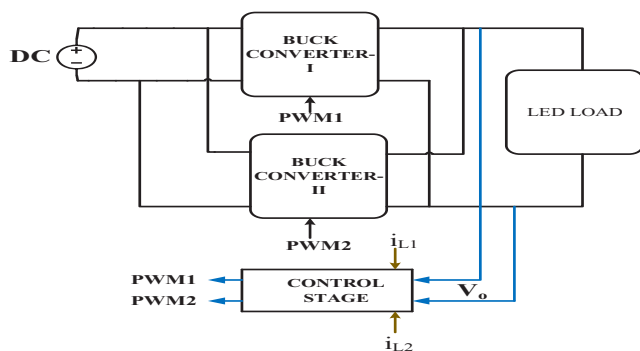 BUCK
CONVERTER-
I
DC
PWM1
LED LOAD
BUCK
CONVERTER-
II
PWM2
iL1
PWM1
PWM2
CONTROL
STAGE
Vo
iL2